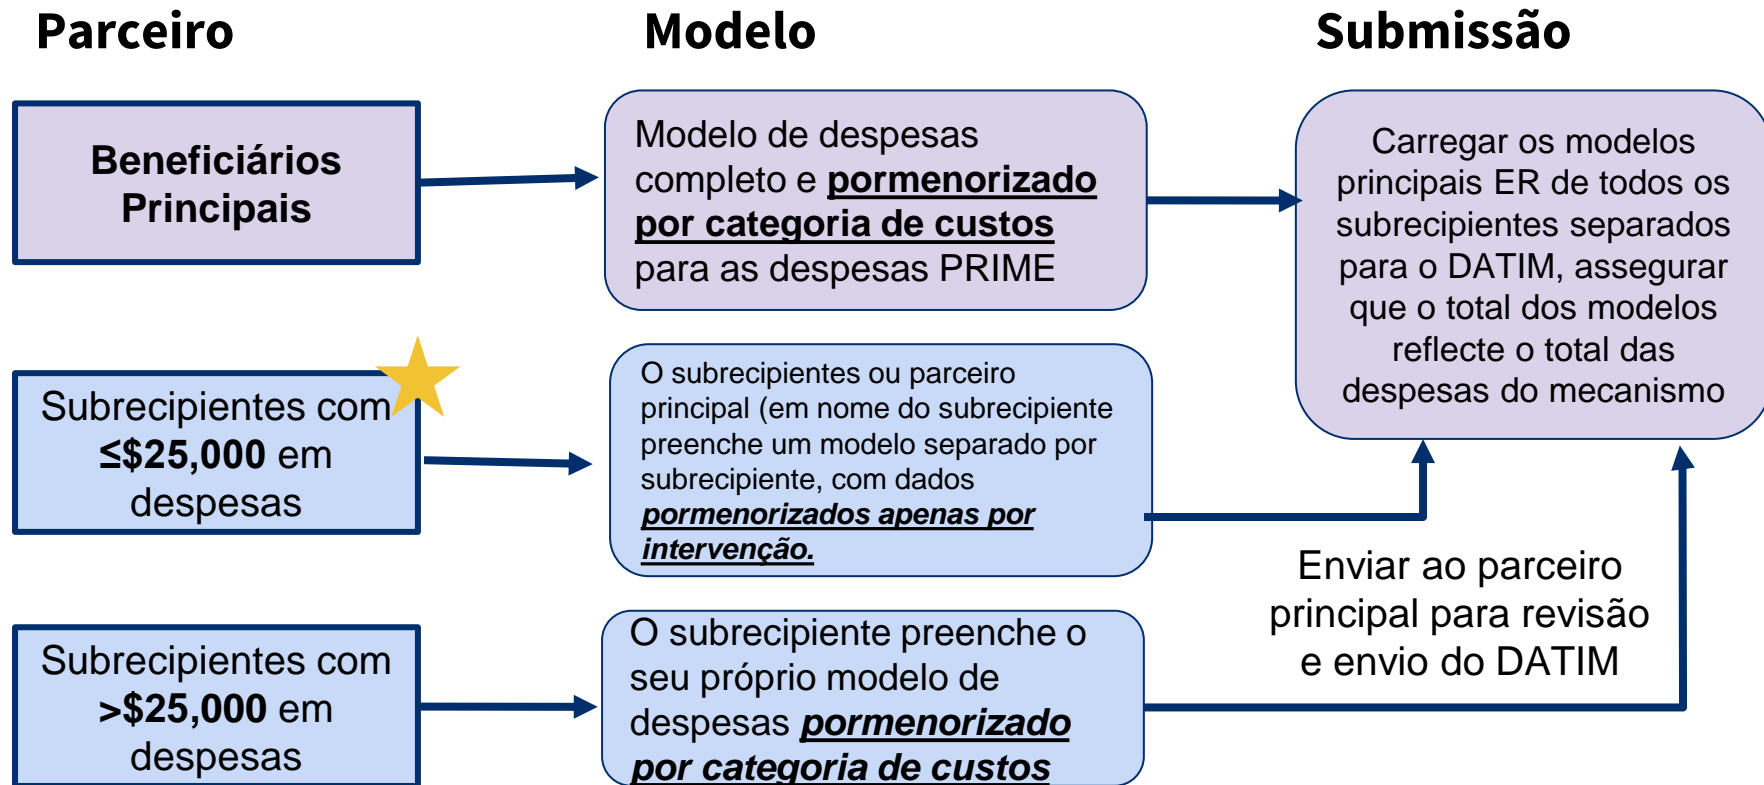 Parceiro
Modelo
Submissão
Beneficiários
Principais
Modelo de despesas
completo e pormenorizado
por categoria de custos
para as despesas PRIME
Carregar os modelos
principais ER de todos os
subrecipientes separados
para o DATIM, assegurar
que o total dos modelos
reflecte o total das
despesas do mecanismo
Subrecipientes com
≤$25,000 em
despesas
O subrecipientes ou parceiro
principal (em nome do subrecipiente
preenche um modelo separado por
subrecipiente, com dados
pormenorizados apenas por
intervenção.
Enviar ao parceiro
principal para revisão
e envio do DATIM
Subrecipientes com
>$25,000 em
despesas
O subrecipiente preenche o
seu próprio modelo de
despesas pormenorizado
por categoria de custos